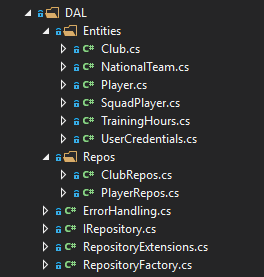 DAL
Entities
C# Club.cs
C# NationalTeam.cs
C# Player.cs
C# SquadPlayer.cs
C# TrainingHours.cs
C# UserCredentials.cs
Repos
C# ClubRepos.cs
C# PlayerRepos.cs
C# ErrorHandling.cs
C# IRepository.cs
C# RepositoryExtensions.cs
C# RepositoryFactory.cs